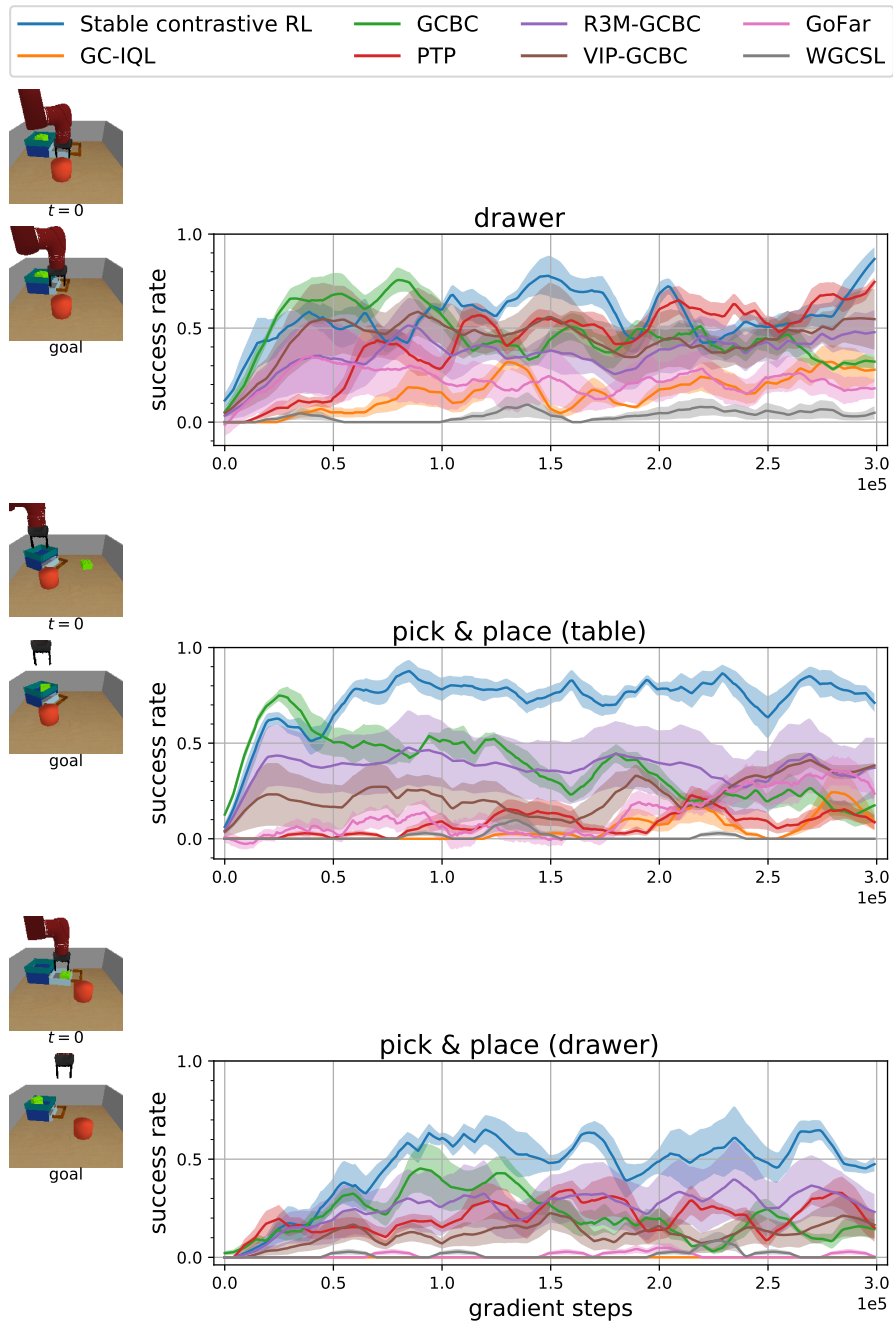 Stable contrastive RL GCBC R3M-GCBC GoFar
GC-IQL PTP VIP-GCBC WGCSL
t = 0
goal
drawer
success rate
1.0
0.5
0.0
0.0 0.5 1.0 1.5 2.0 2.5 3.0
1e5
t = 0
goal
pick & place (table)
success rate
1.0
0.5
0.0
0.0 0.5 1.0 1.5 2.0 2.5 3.0
1e5
t = 0
goal
pick & place (drawer)
success rate
1.0
0.5
0.0
0.0 0.5 1.0 1.5 2.0 2.5 3.0
1e5
gradient steps